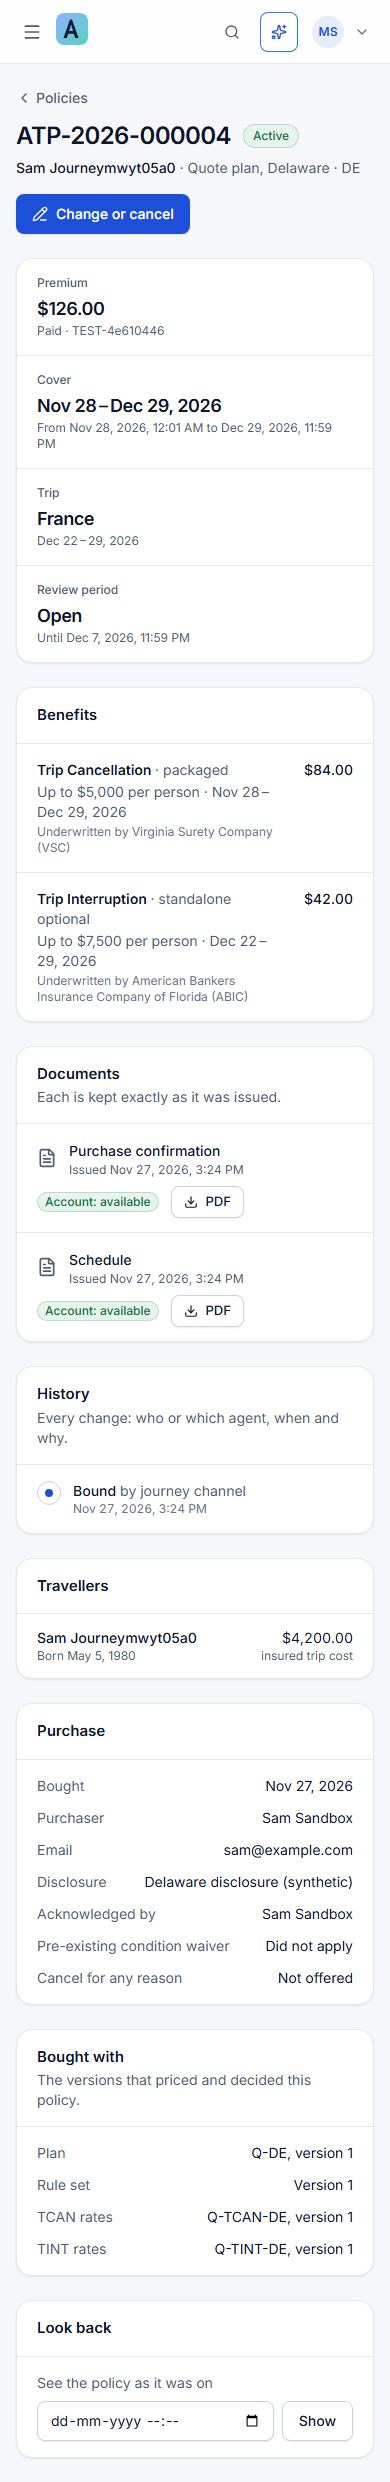 A
MS
Policies
ATP-2026-000004 Active
Sam Journeymwyt05a0 · Quote plan, Delaware · DE
Change or cancel
Premium
$126.00
Paid · TEST-4e610446
Cover
Nov 28 – Dec 29, 2026
From Nov 28, 2026, 12:01 AM to Dec 29, 2026, 11:59
PM
Trip
France
Dec 22 – 29, 2026
Review period
Open
Until Dec 7, 2026, 11:59 PM
Benefits
Trip Cancellation · packaged $84.00
Up to $5,000 per person · Nov 28 –
Dec 29, 2026
Underwritten by Virginia Surety Company
(VSC)
Trip Interruption · standalone $42.00
optional
Up to $7,500 per person · Dec 22 –
29, 2026
Underwritten by American Bankers
Insurance Company of Florida (ABIC)
Documents
Each is kept exactly as it was issued.
Purchase confirmation
Issued Nov 27, 2026, 3:24 PM
Account: available PDF
Schedule
Issued Nov 27, 2026, 3:24 PM
Account: available PDF
History
Every change: who or which agent, when and
why.
Bound by journey channel
Nov 27, 2026, 3:24 PM
Travellers
Sam Journeymwyt05a0 $4,200.00
Born May 5, 1980 insured trip cost
Purchase
Bought Nov 27, 2026
Purchaser Sam Sandbox
Email sam@example.com
Disclosure Delaware disclosure (synthetic)
Acknowledged by Sam Sandbox
Pre-existing condition waiver Did not apply
Cancel for any reason Not offered
Bought with
The versions that priced and decided this
policy.
Plan Q-DE, version 1
Rule set Version 1
TCAN rates Q-TCAN-DE, version 1
TINT rates Q-TINT-DE, version 1
Look back
See the policy as it was on
dd-mm-yyyy --:-- Show